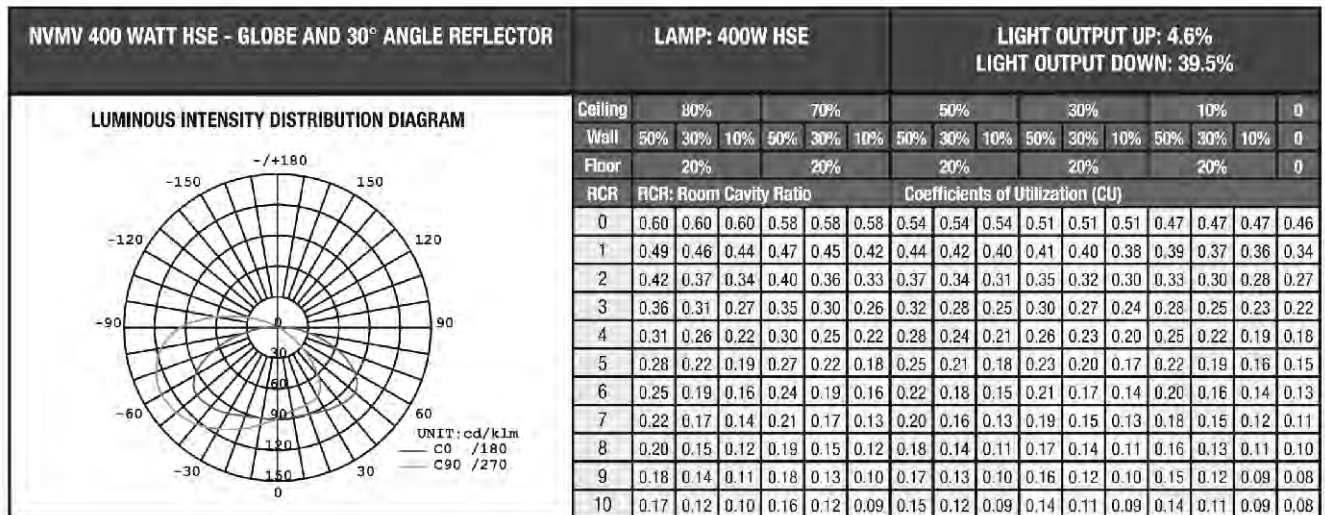 NVMV 400 WATT HSE - GLOBE AND 30° ANGLE REFLECTOR
LAMP: 400W HSE
LIGHT OUTPUT UP: 4.6%
LIGHT OUTPUT DOWN: 39.5%
LUMINOUS INTENSITY DISTRIBUTION DIAGRAM
-/+180
-150 150
-120 120
-90 90
-60 60
-30 30
0
0
30
60
90
120
150
UNIT:cd/klm
C0 /180
C90 /270
Ceiling 80% 70% 50% 30% 10% 0
Wall 50% 30% 10% 50% 30% 10% 50% 30% 10% 50% 30% 10% 50% 30% 10% 0
Floor 20% 20% 20% 20% 20% 0
RCR RCR: Room Cavity Ratio Coefficients of Utilization (CU)
0 0.60 0.60 0.60 0.58 0.58 0.58 0.54 0.54 0.54 0.51 0.51 0.51 0.47 0.47 0.47 0.46
1 0.49 0.46 0.44 0.47 0.45 0.42 0.44 0.42 0.40 0.41 0.40 0.38 0.39 0.37 0.36 0.34
2 0.42 0.37 0.34 0.40 0.36 0.33 0.37 0.34 0.31 0.35 0.32 0.30 0.33 0.30 0.28 0.27
3 0.36 0.31 0.27 0.35 0.30 0.26 0.32 0.28 0.25 0.30 0.27 0.24 0.28 0.25 0.23 0.22
4 0.31 0.26 0.22 0.30 0.25 0.22 0.28 0.24 0.21 0.26 0.23 0.20 0.25 0.22 0.19 0.18
5 0.28 0.22 0.19 0.27 0.22 0.18 0.25 0.21 0.18 0.23 0.20 0.17 0.22 0.19 0.16 0.15
6 0.25 0.19 0.16 0.24 0.19 0.16 0.22 0.18 0.15 0.21 0.17 0.14 0.20 0.16 0.14 0.13
7 0.22 0.17 0.14 0.21 0.17 0.13 0.20 0.16 0.13 0.19 0.15 0.13 0.18 0.15 0.12 0.11
8 0.20 0.15 0.12 0.19 0.15 0.12 0.18 0.14 0.11 0.17 0.14 0.11 0.16 0.13 0.11 0.10
9 0.18 0.14 0.11 0.18 0.13 0.10 0.17 0.13 0.10 0.16 0.12 0.10 0.15 0.12 0.09 0.08
10 0.17 0.12 0.10 0.16 0.12 0.09 0.15 0.12 0.09 0.14 0.11 0.09 0.14 0.11 0.09 0.08